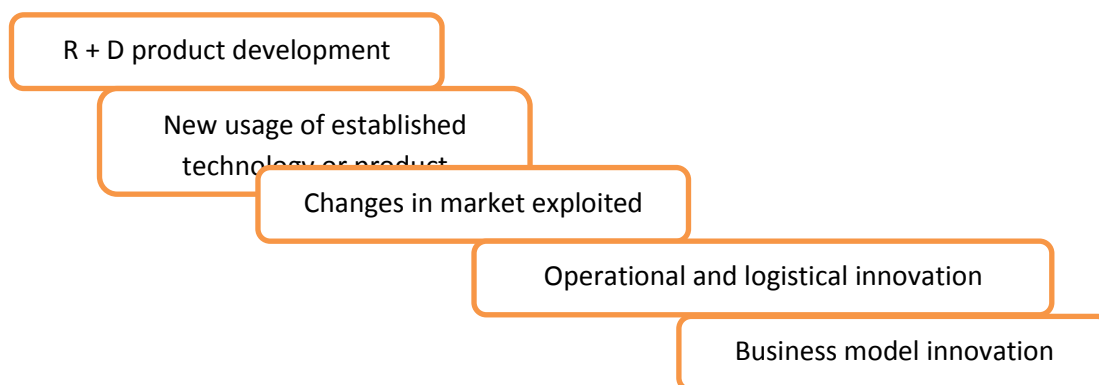 R + D product development
New usage of established
technology or product
Changes in market exploited
Operational and logistical innovation
Business model innovation